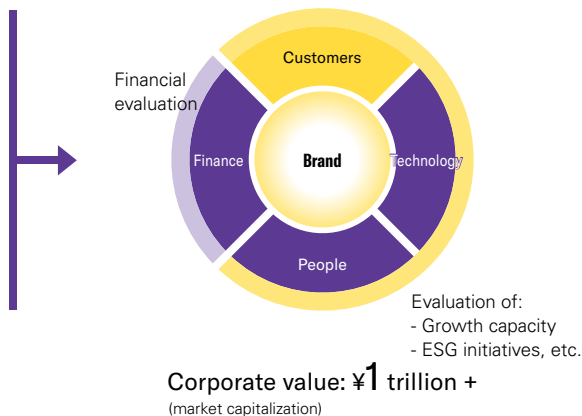 Customers
Financial
evaluation
Finance
Brand
Technology
People
Evaluation of:
- Growth capacity
- ESG initiatives, etc.
Corporate value: ¥1 trillion +
(market capitalization)